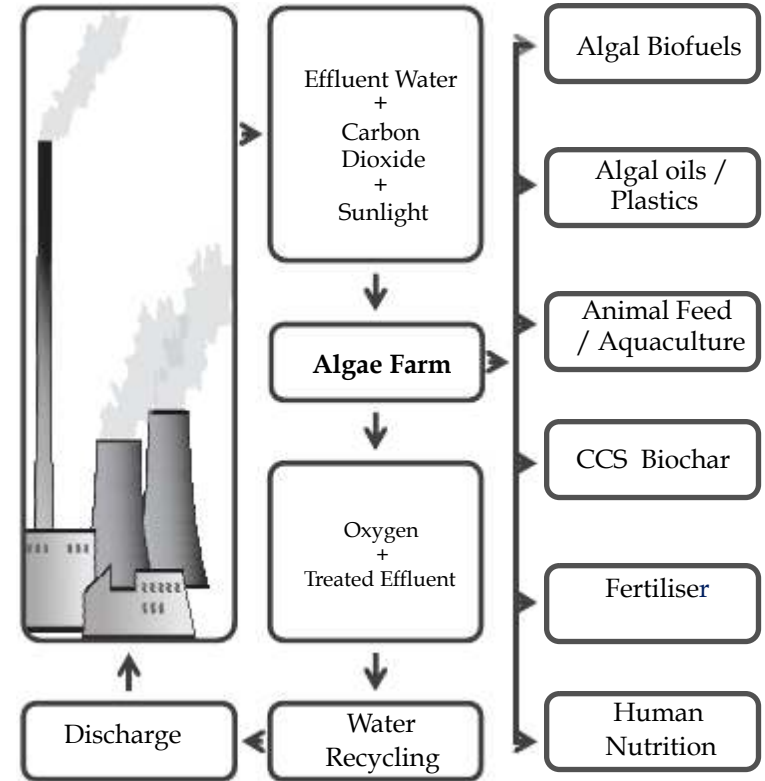 Effluent Water
+
Carbon
Dioxide
+
Sunlight
Algae Farm
Oxygen
+
Treated Effluent
Water
Recycling
Discharge
Algal Biofuels
Algal oils /
Plastics
Animal Feed
/ Aquaculture
CCS Biochar
Fertiliser
Human
Nutrition